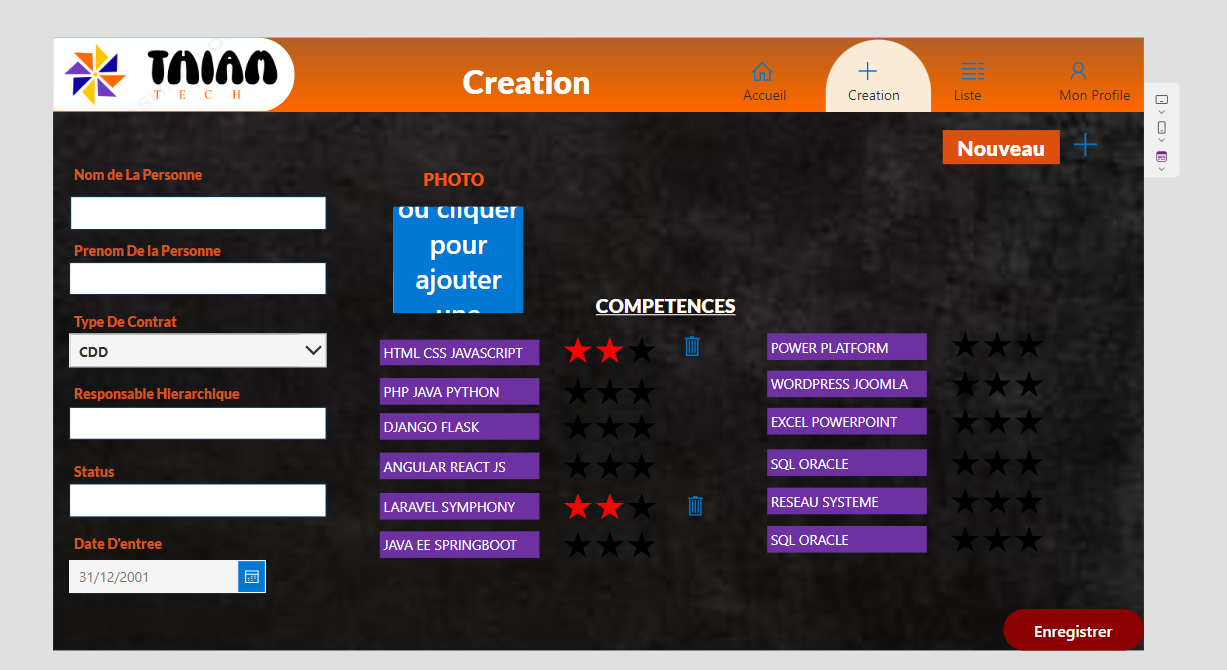 TAIAN
TECH
Creation
Accueil
Creation
Liste
Mon Profile
Nouveau
Nom de La Personne
PHOTO
ou cliquer
pour
ajouter
une
Prenom De la Personne
COMPETENCES
Type De Contrat
CDD
HTML CSS JAVASCRIPT
POWER PLATFORM
PHP JAVA PYTHON
WORDPRESS JOOMLA
Responsable Hierarchique
DJANGO FLASK
EXCEL POWERPOINT
ANGULAR REACT JS
SQL ORACLE
Status
LARAVEL SYMPHONY
RESEAU SYSTEME
Date D'entree
JAVA EE SPRINGBOOT
SQL ORACLE
31/12/2001
Enregistrer